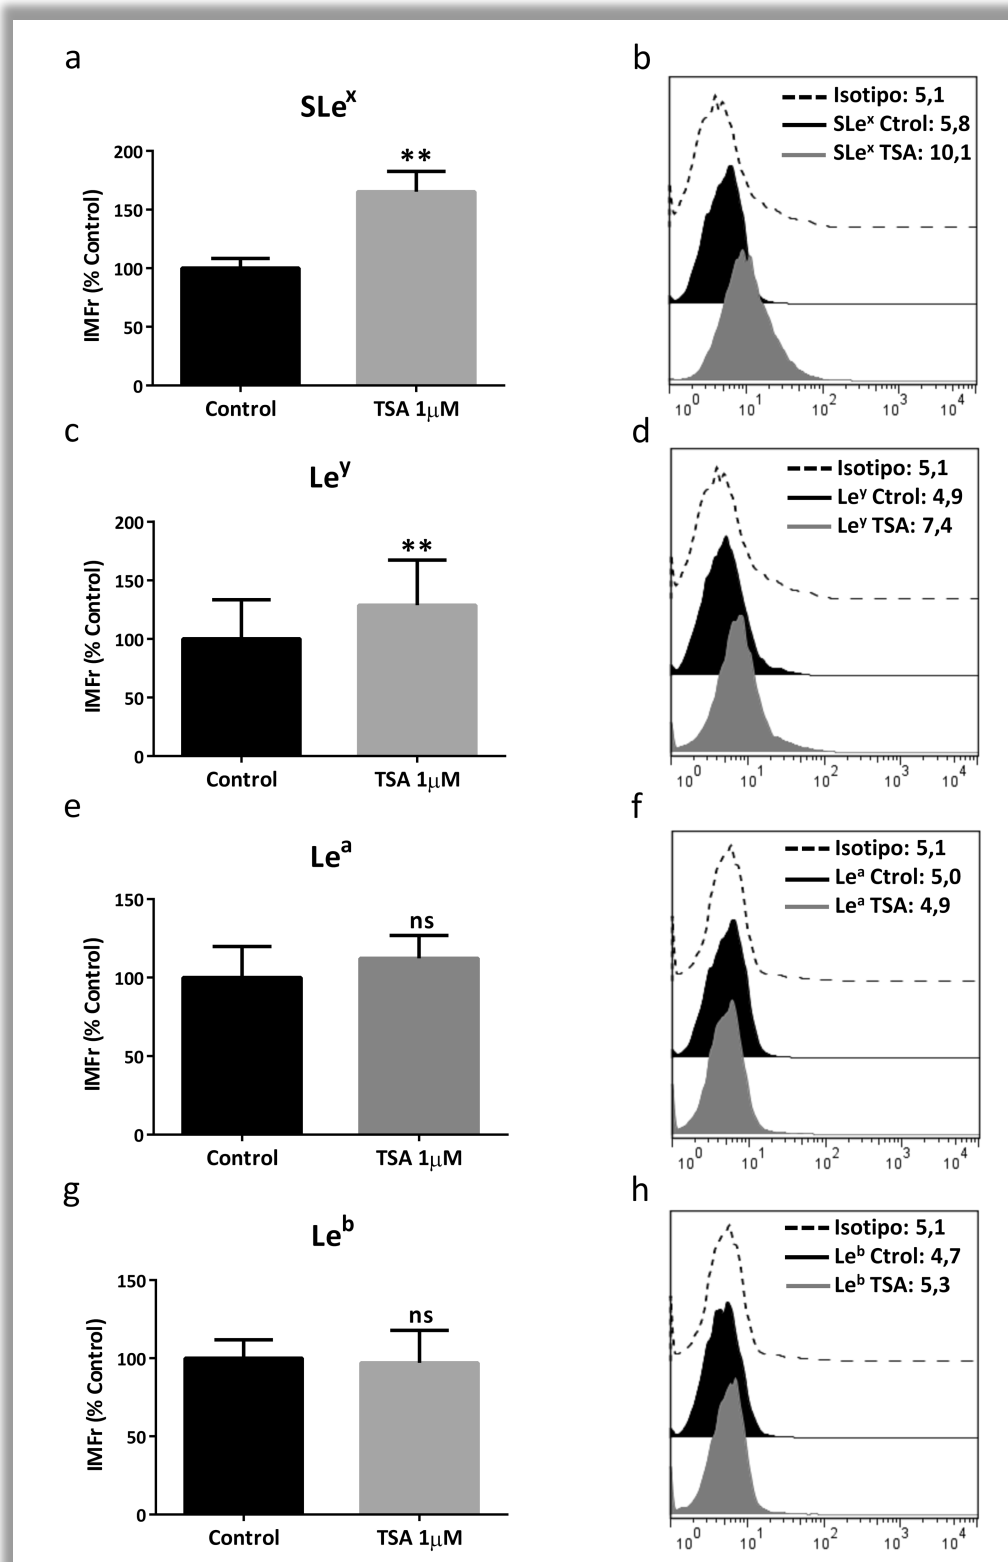 a
SLeˣ
IMFr (% Control)
200
150
100
50
0
**
Control
TSA 1μM
b
Isotipo: 5,1
SLeˣ Ctrol: 5,8
SLeˣ TSA: 10,1
10⁰ 10¹ 10² 10³ 10⁴
c
Leʸ
IMFr (% Control)
200
150
100
50
0
**
Control
TSA 1μM
d
Isotipo: 5,1
Leʸ Ctrol: 4,9
Leʸ TSA: 7,4
10⁰ 10¹ 10² 10³ 10⁴
e
Leᵃ
IMFr (% Control)
150
100
50
0
ns
Control
TSA 1μM
f
Isotipo: 5,1
Leᵃ Ctrol: 5,0
Leᵃ TSA: 4,9
10⁰ 10¹ 10² 10³ 10⁴
g
Leᵇ
IMFr (% Control)
150
100
50
0
ns
Control
TSA 1μM
h
Isotipo: 5,1
Leᵇ Ctrol: 4,7
Leᵇ TSA: 5,3
10⁰ 10¹ 10² 10³ 10⁴